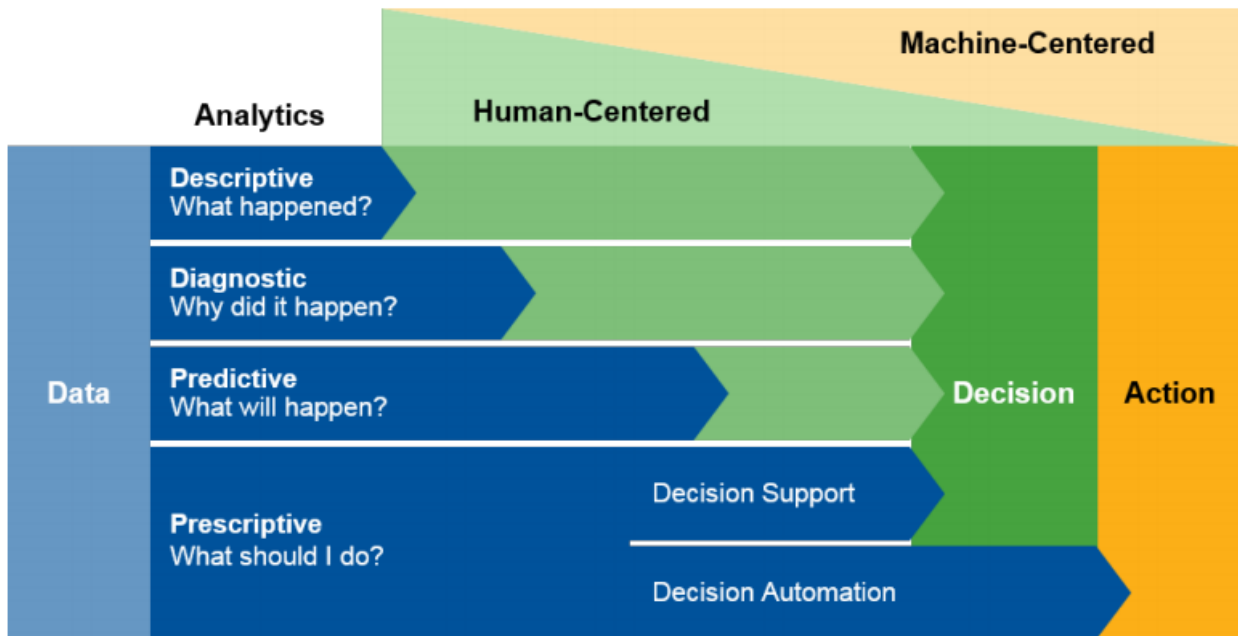 Machine-Centered
Human-Centered
Analytics
Descriptive
What happened?
Diagnostic
Why did it happen?
Predictive
What will happen?
Data
Decision
Action
Decision Support
Prescriptive
What should I do?
Decision Automation